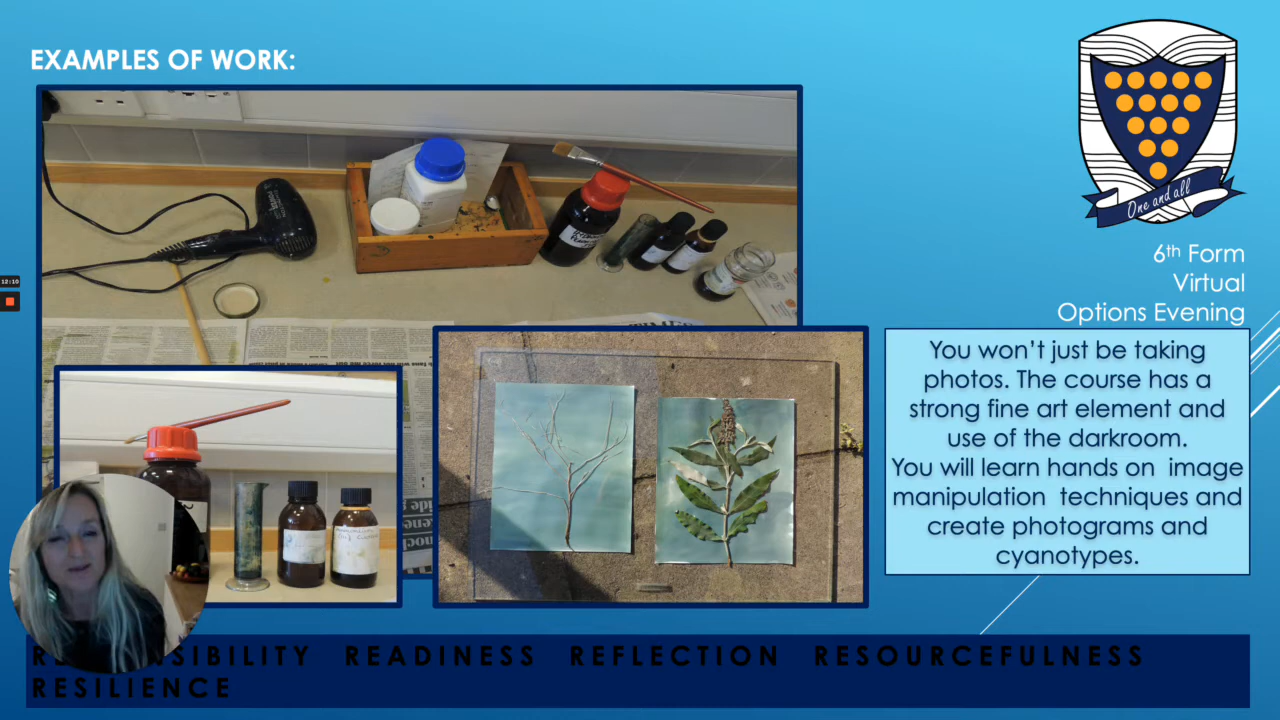 EXAMPLES OF WORK:
One and all
6th Form
Virtual
Options Evening
12:10
You won't just be taking
photos. The course has a
strong fine art element and
use of the darkroom.
You will learn hands on image
manipulation techniques and
create photograms and
cyanotypes.
READINESS REFLECTION RESOURCEFULNESS
RESILIENCE